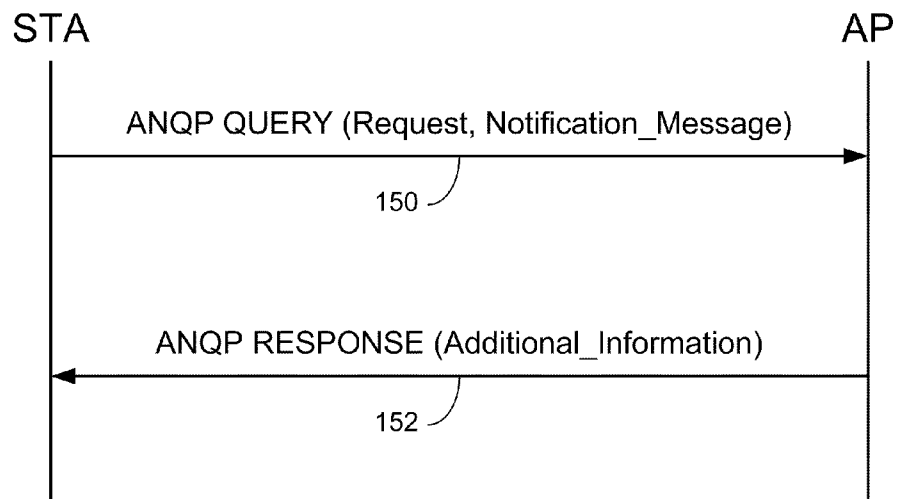 STA
AP
ANQP QUERY (Request, Notification_Message)
150
ANQP RESPONSE (Additional_Information)
152